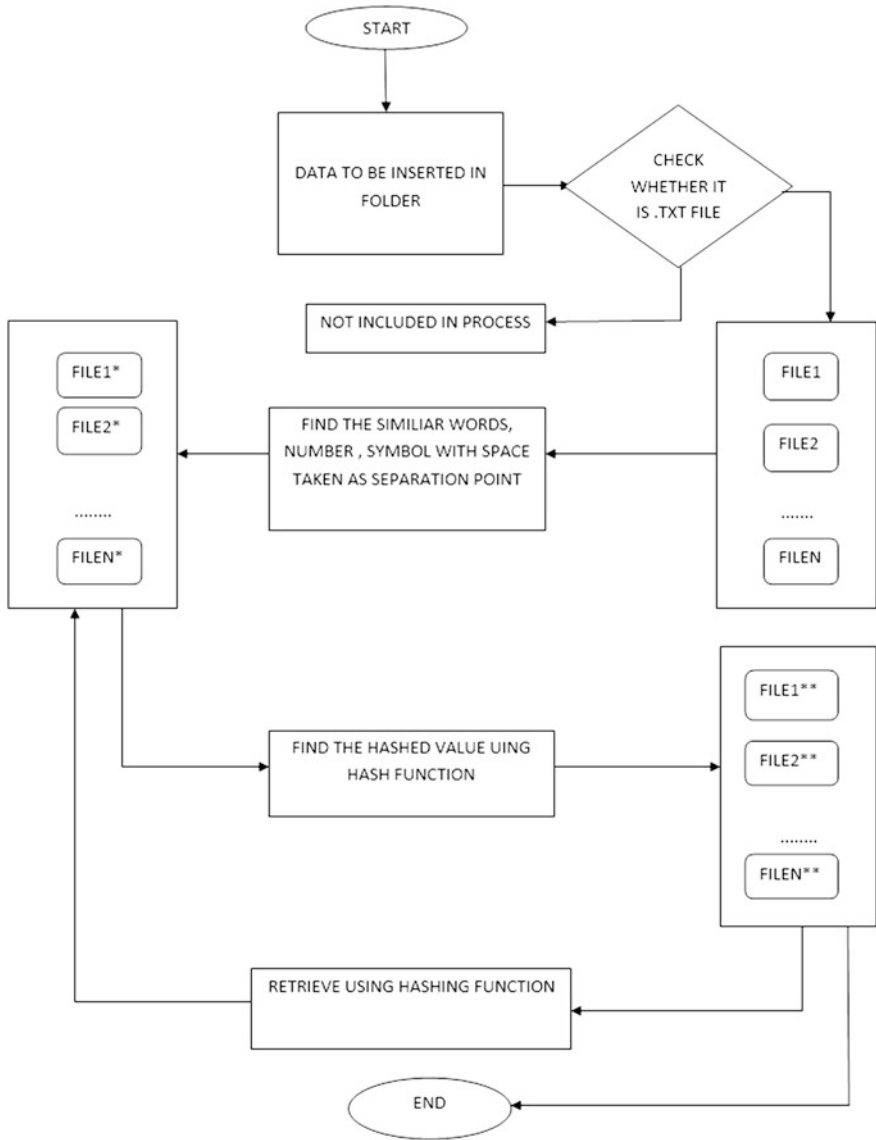 START
DATA TO BE INSERTED IN
FOLDER
CHECK
WHETHER IT
IS .TXT FILE
NOT INCLUDED IN PROCESS
FILE1
FILE2
.......
FILEN
FIND THE SIMILIAR WORDS,
NUMBER , SYMBOL WITH SPACE
TAKEN AS SEPARATION POINT
FILE1*
FILE2*
........
FILEN*
FIND THE HASHED VALUE UING
HASH FUNCTION
FILE1**
FILE2**
........
FILEN**
RETRIEVE USING HASHING FUNCTION
END